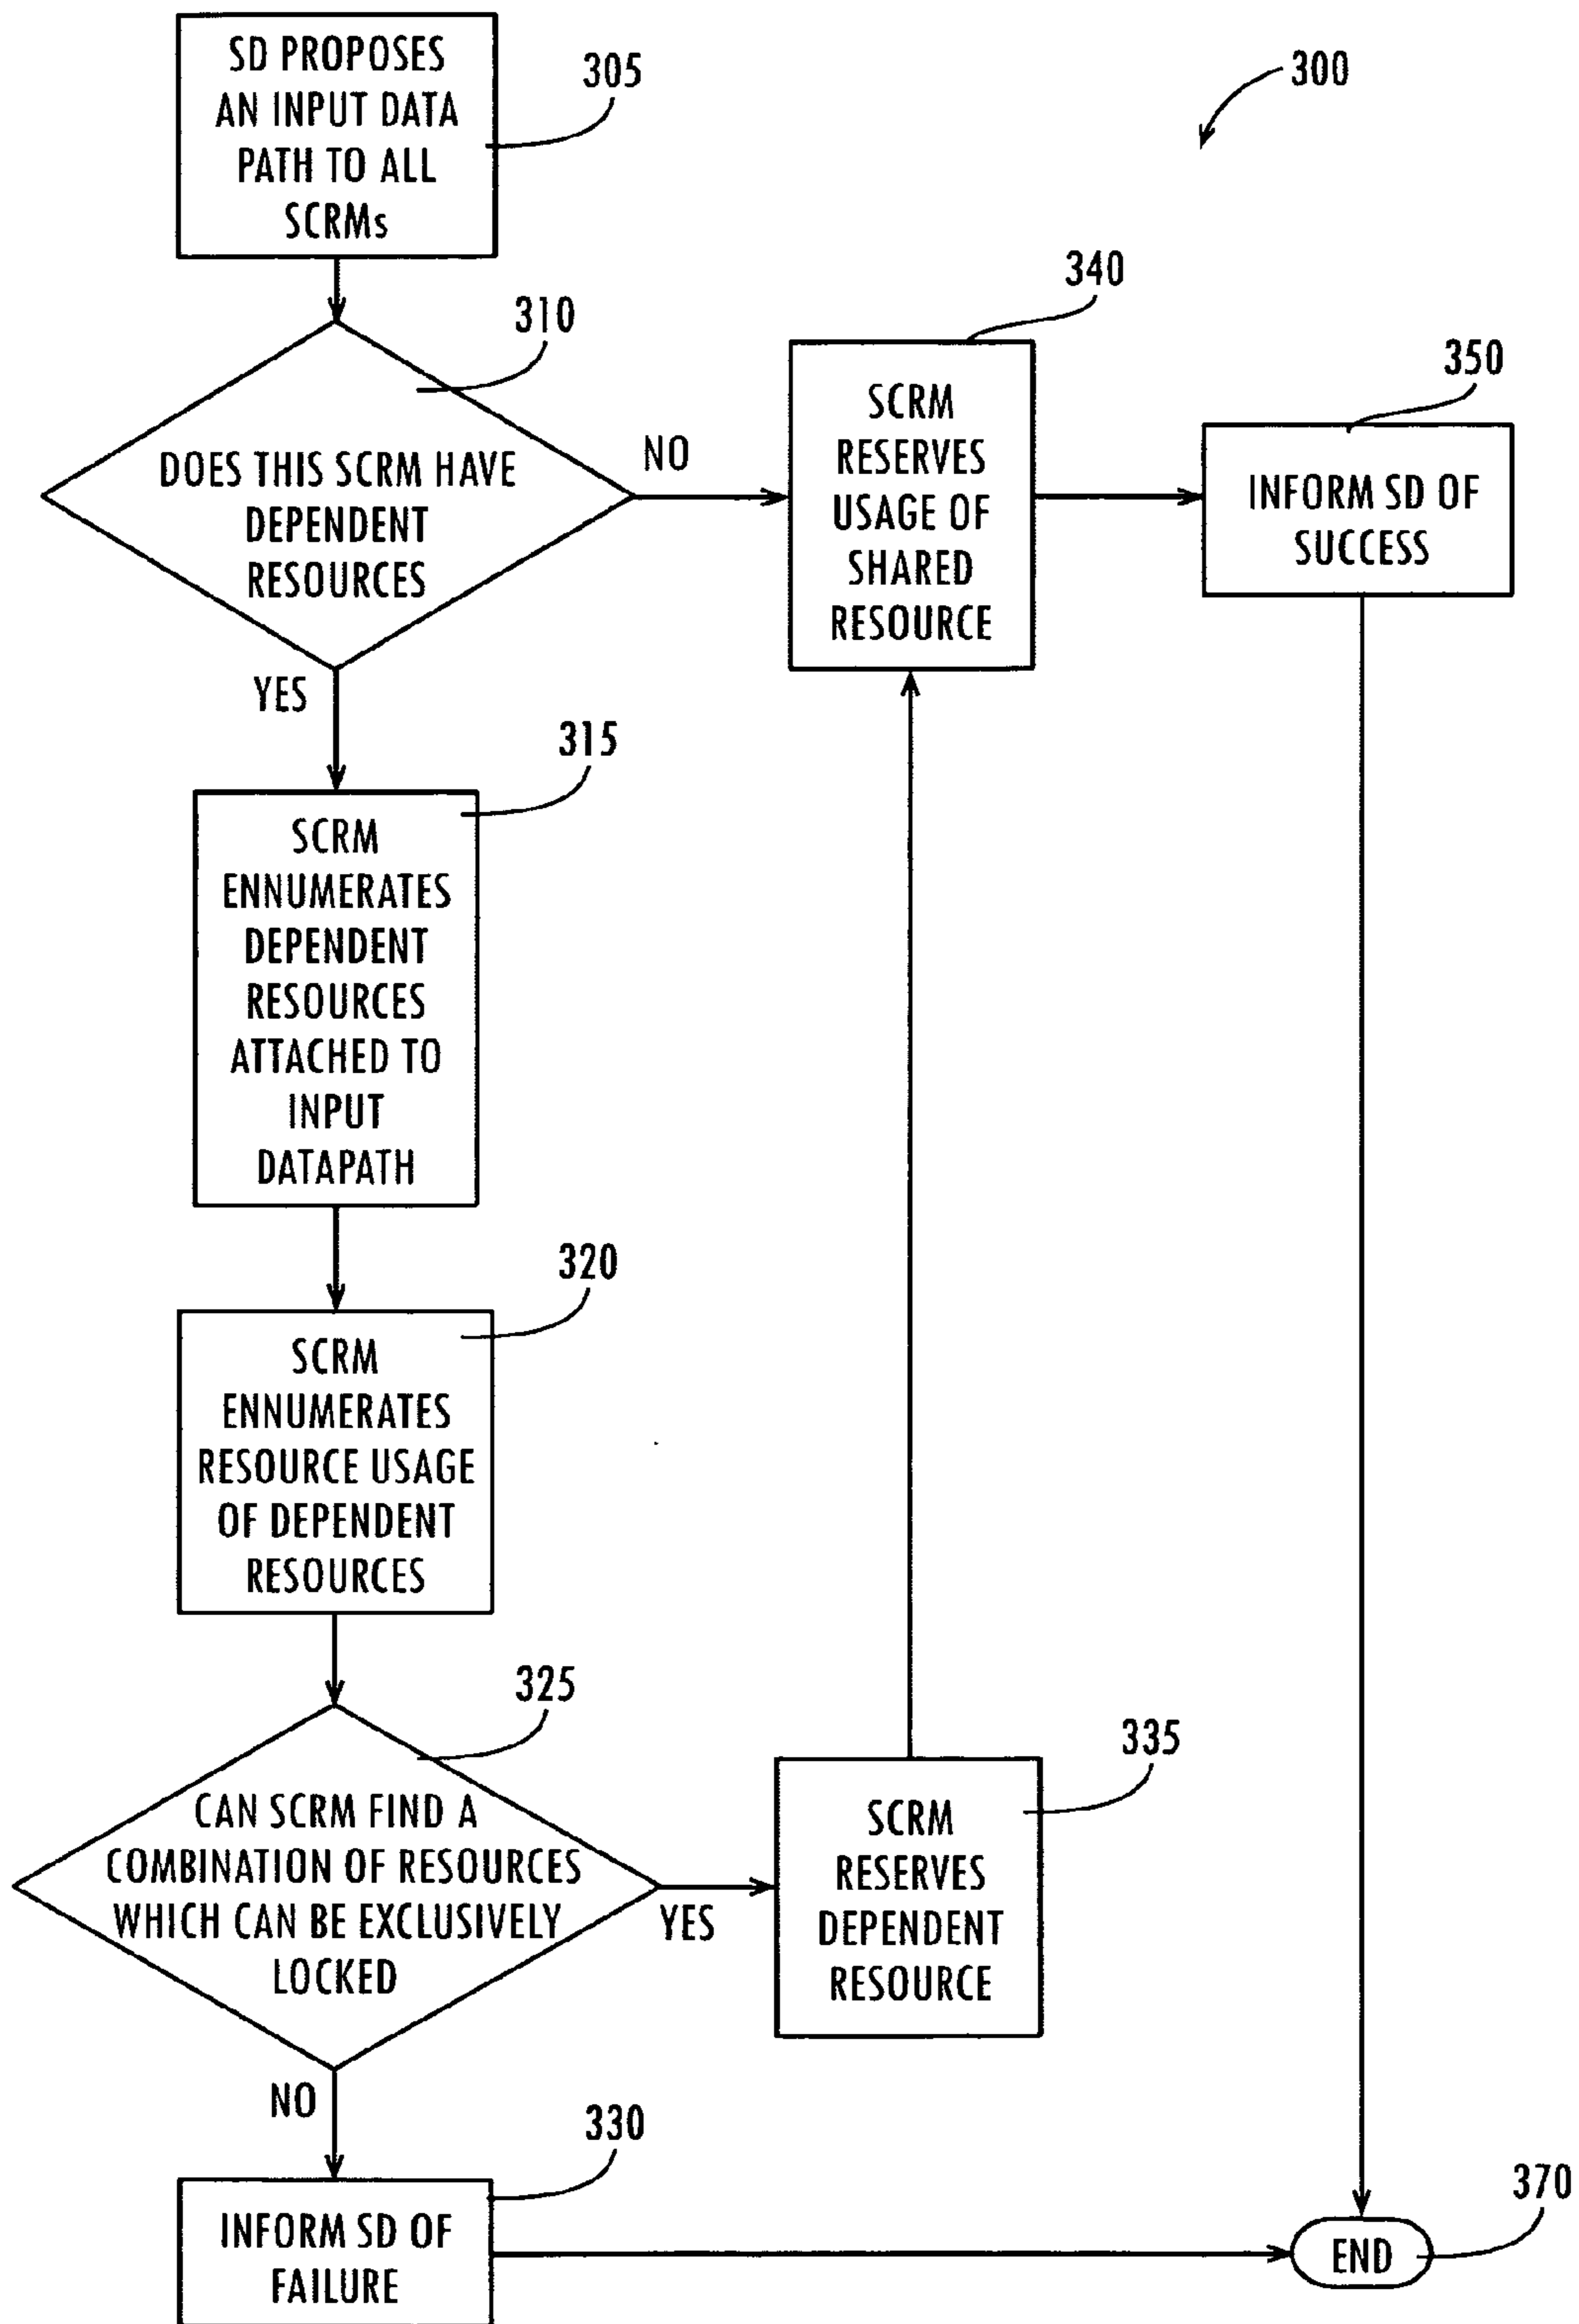 SD PROPOSES
AN INPUT DATA
PATH TO ALL
SCRMs
305
300
310
DOES THIS SCRM HAVE
DEPENDENT
RESOURCES
NO
YES
340
SCRM
RESERVES
USAGE OF
SHARED
RESOURCE
350
INFORM SD OF
SUCCESS
315
SCRM
ENNUMERATES
DEPENDENT
RESOURCES
ATTACHED TO
INPUT
DATAPATH
320
SCRM
ENNUMERATES
RESOURCE USAGE
OF DEPENDENT
RESOURCES
325
CAN SCRM FIND A
COMBINATION OF RESOURCES
WHICH CAN BE EXCLUSIVELY
LOCKED
YES
NO
335
SCRM
RESERVES
DEPENDENT
RESOURCE
330
INFORM SD OF
FAILURE
370
END